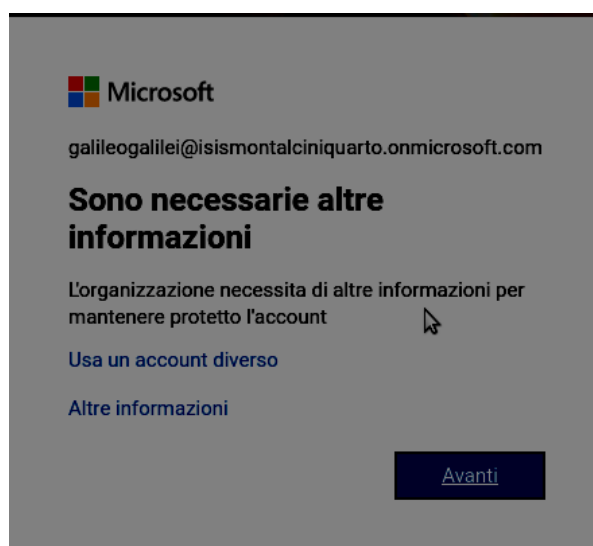 Microsoft
galileogalilei@isismontalciniquarto.onmicrosoft.com
Sono necessarie altre
informazioni
L'organizzazione necessita di altre informazioni per
mantenere protetto l'account
Usa un account diverso
Altre informazioni
Avanti